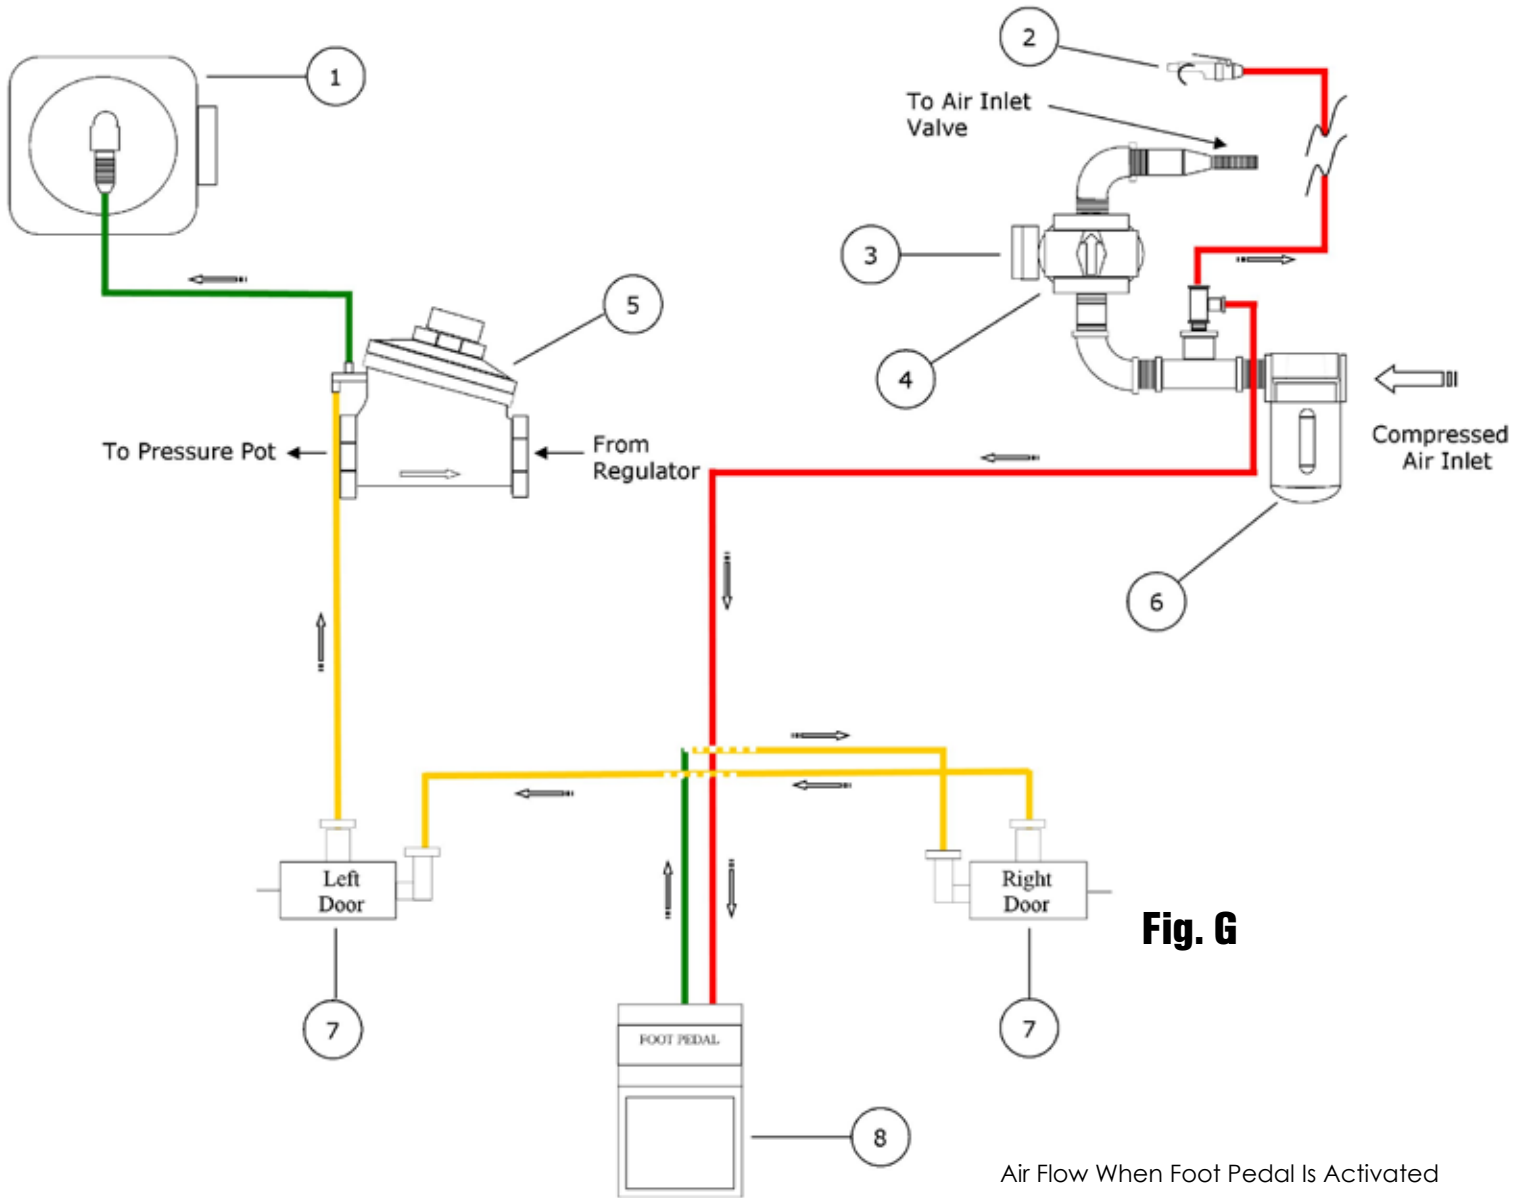 1
2
To Air Inlet
Valve
3
5
4
To Pressure Pot
From
Regulator
Compressed
Air Inlet
6
Left
Door
Right
Door
Fig. G
7
7
FOOT PEDAL
8
Air Flow When Foot Pedal Is Activated